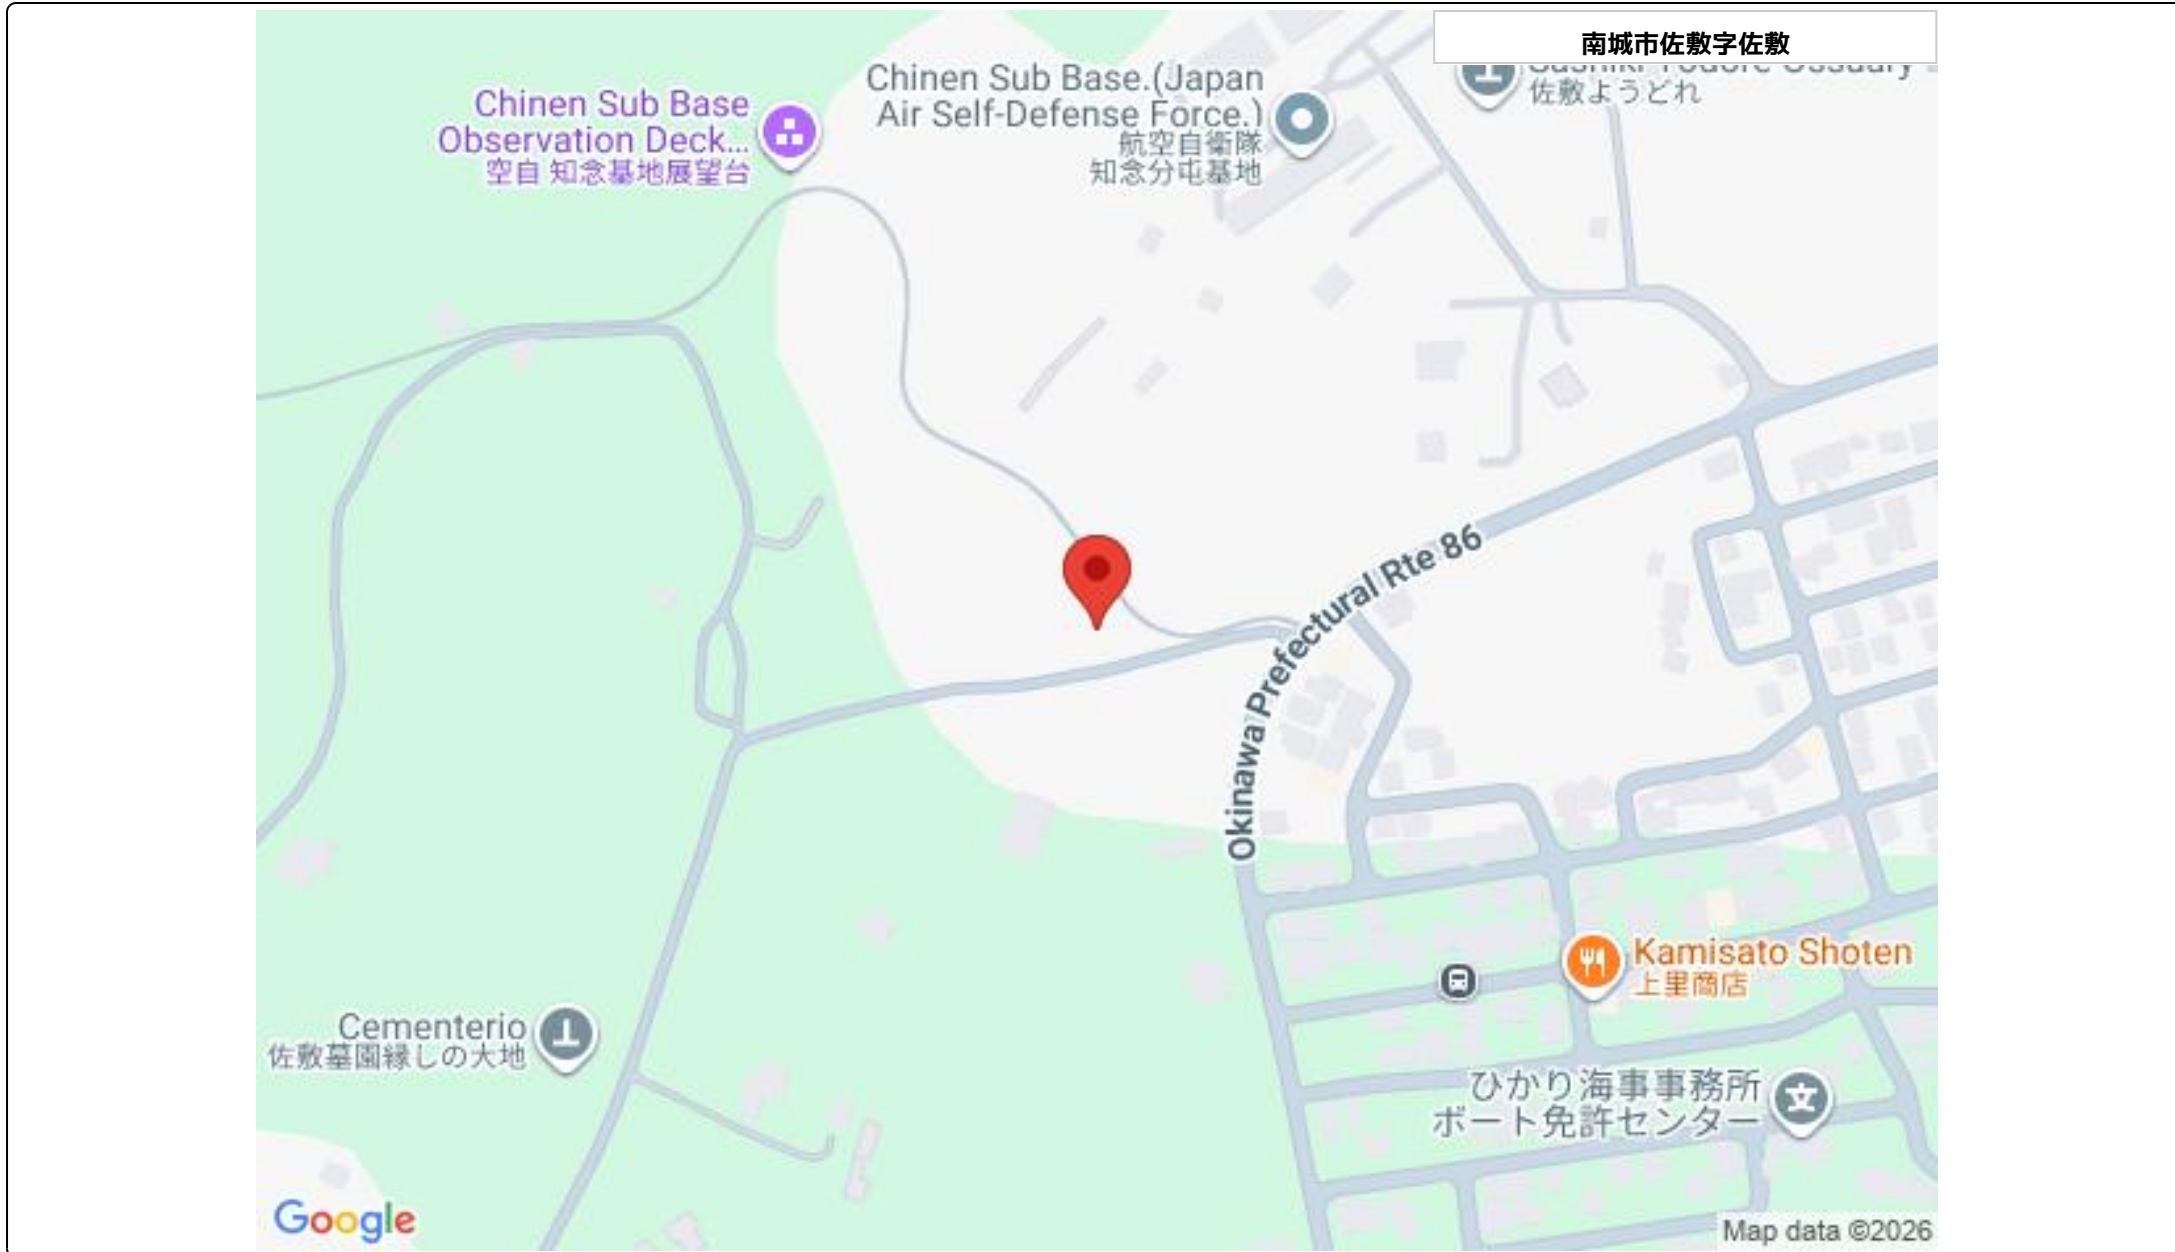 南城市佐敷字佐敷
Chinen Sub Base
Observation Deck...
空自 知念基地展望台
Chinen Sub Base.(Japan
Air Self-Defense Force.)
航空自衛隊
知念分屯基地
佐敷ようどれ
Okinawa Prefectural Rte 86
Kamisato Shoten
上里商店
Cementerio
佐敷墓園縁しの大地
ひかり海事事務所
ボート免許センター
Google
Map data ©2026